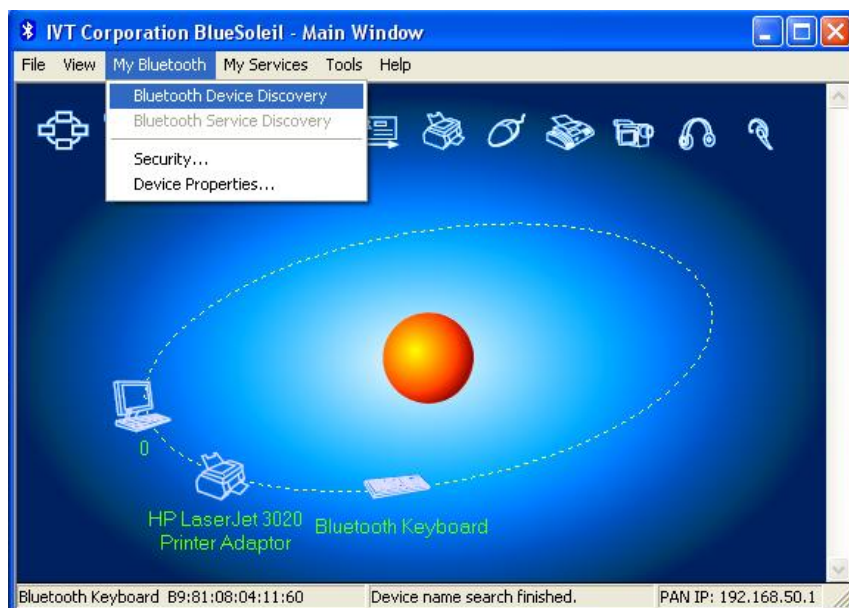 IVT Corporation BlueSoleil - Main Window
File View My Bluetooth My Services Tools Help
Bluetooth Device Discovery
Bluetooth Service Discovery
Security...
Device Properties...
0
HP LaserJet 3020
Printer Adaptor
Bluetooth Keyboard
Bluetooth Keyboard B9:81:08:04:11:60 Device name search finished. PAN IP: 192.168.50.1